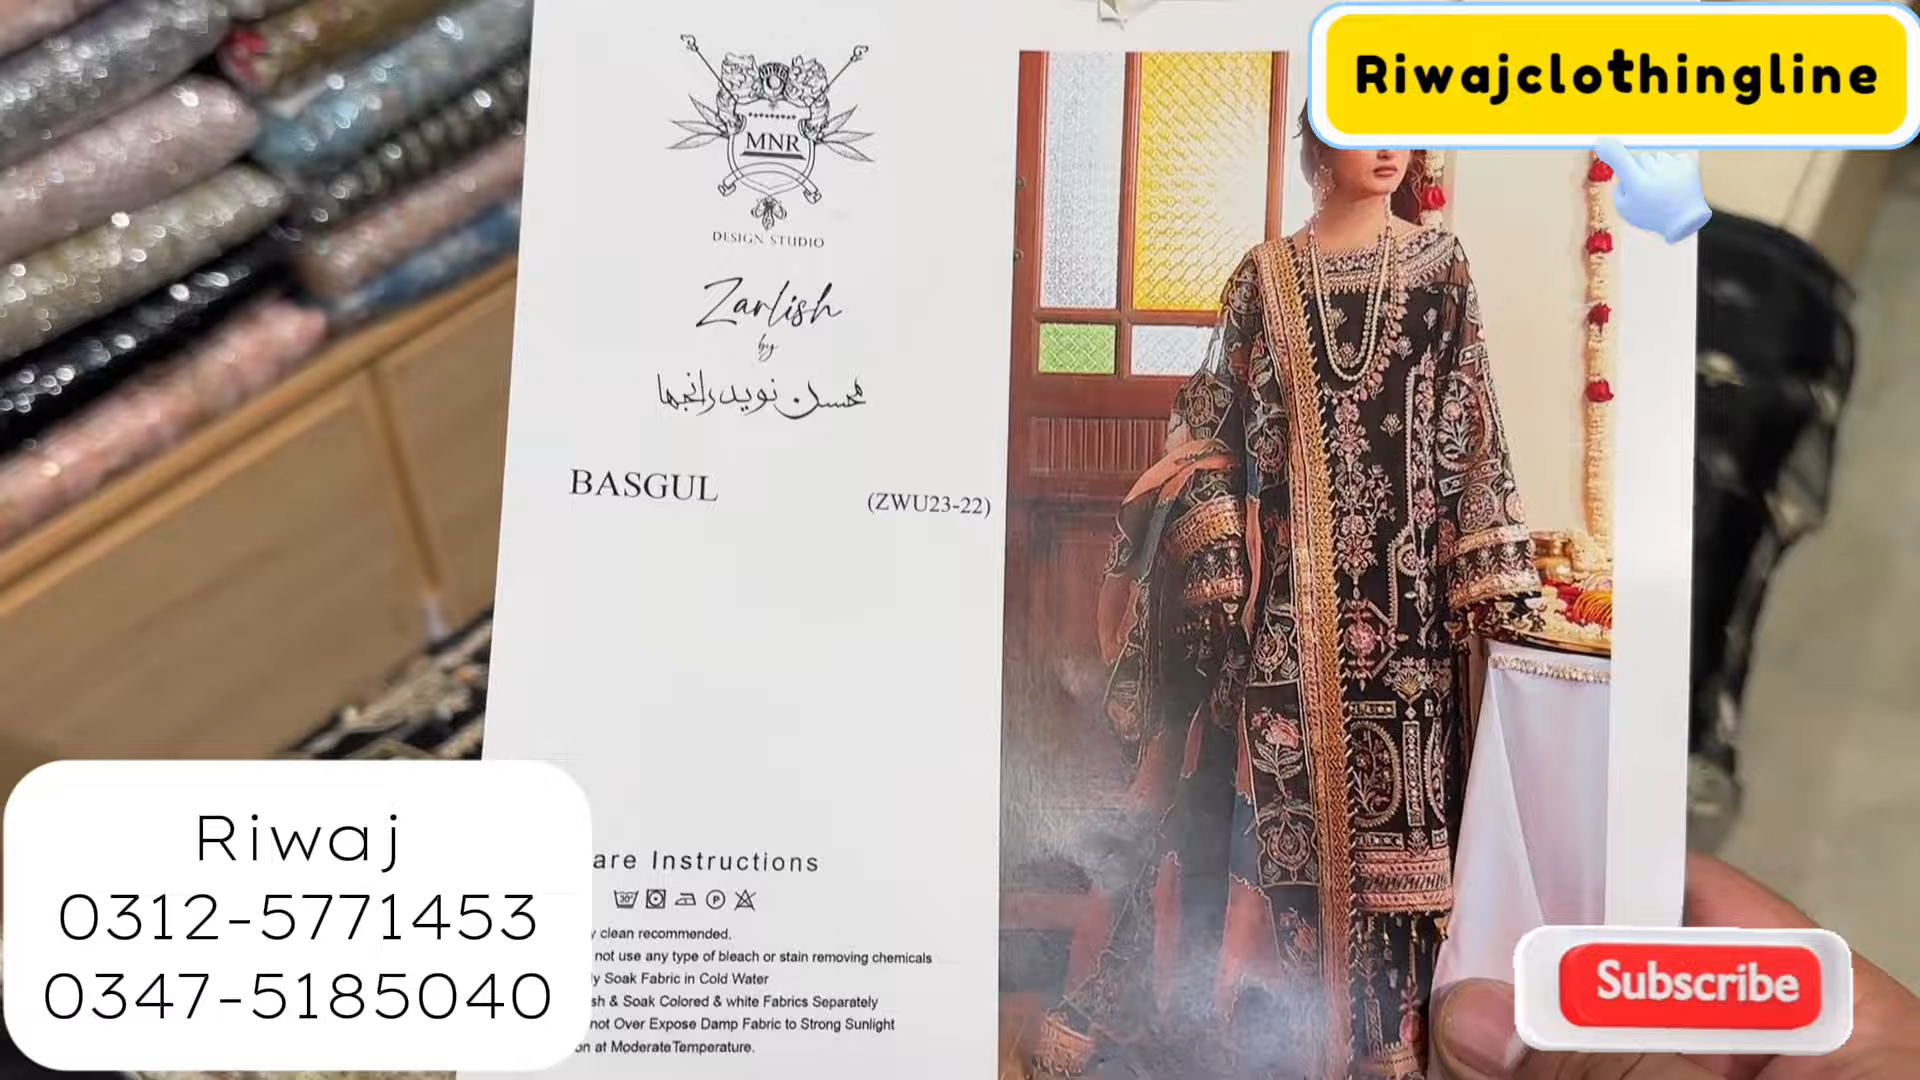 Riwajclothingline
MNR
DESIGN STUDIO
Zarlish
by
محسن نوید رانجھا
BASGUL
(ZWU23-22)
are Instructions
30°
P
y clean recommended.
not use any type of bleach or stain removing chemicals
ly Soak Fabric in Cold Water
sh & Soak Colored & white Fabrics Separately
not Over Expose Damp Fabric to Strong Sunlight
on at Moderate Temperature.
Riwaj
0312-5771453
0347-5185040
Subscribe